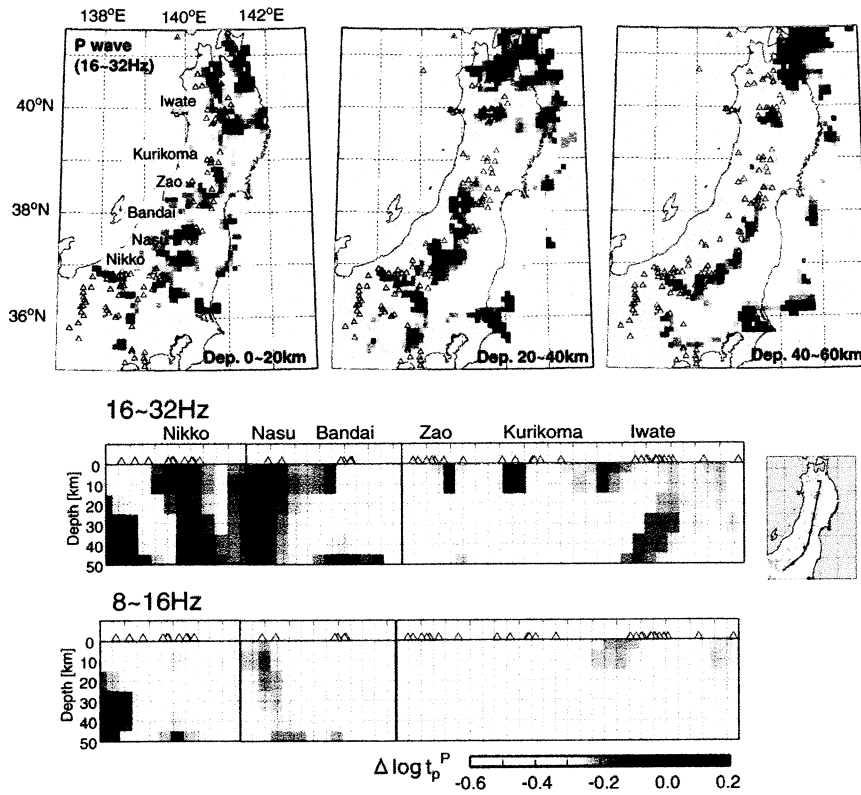 138°E 140°E 142°E
P wave
(16~32Hz)
40°N
38°N
36°N
Iwate
Kurikoma
Zao
Bandai
Nasu
Nikko
Dep. 0~20km
Dep. 20~40km
Dep. 40~60km
16~32Hz
Nikko Nasu Bandai Zao Kurikoma Iwate
Depth [km]
0
10
20
30
40
50
8~16Hz
Depth [km]
0
10
20
30
40
50
Δ log tₚᴾ
-0.6 -0.4 -0.2 0.0 0.2